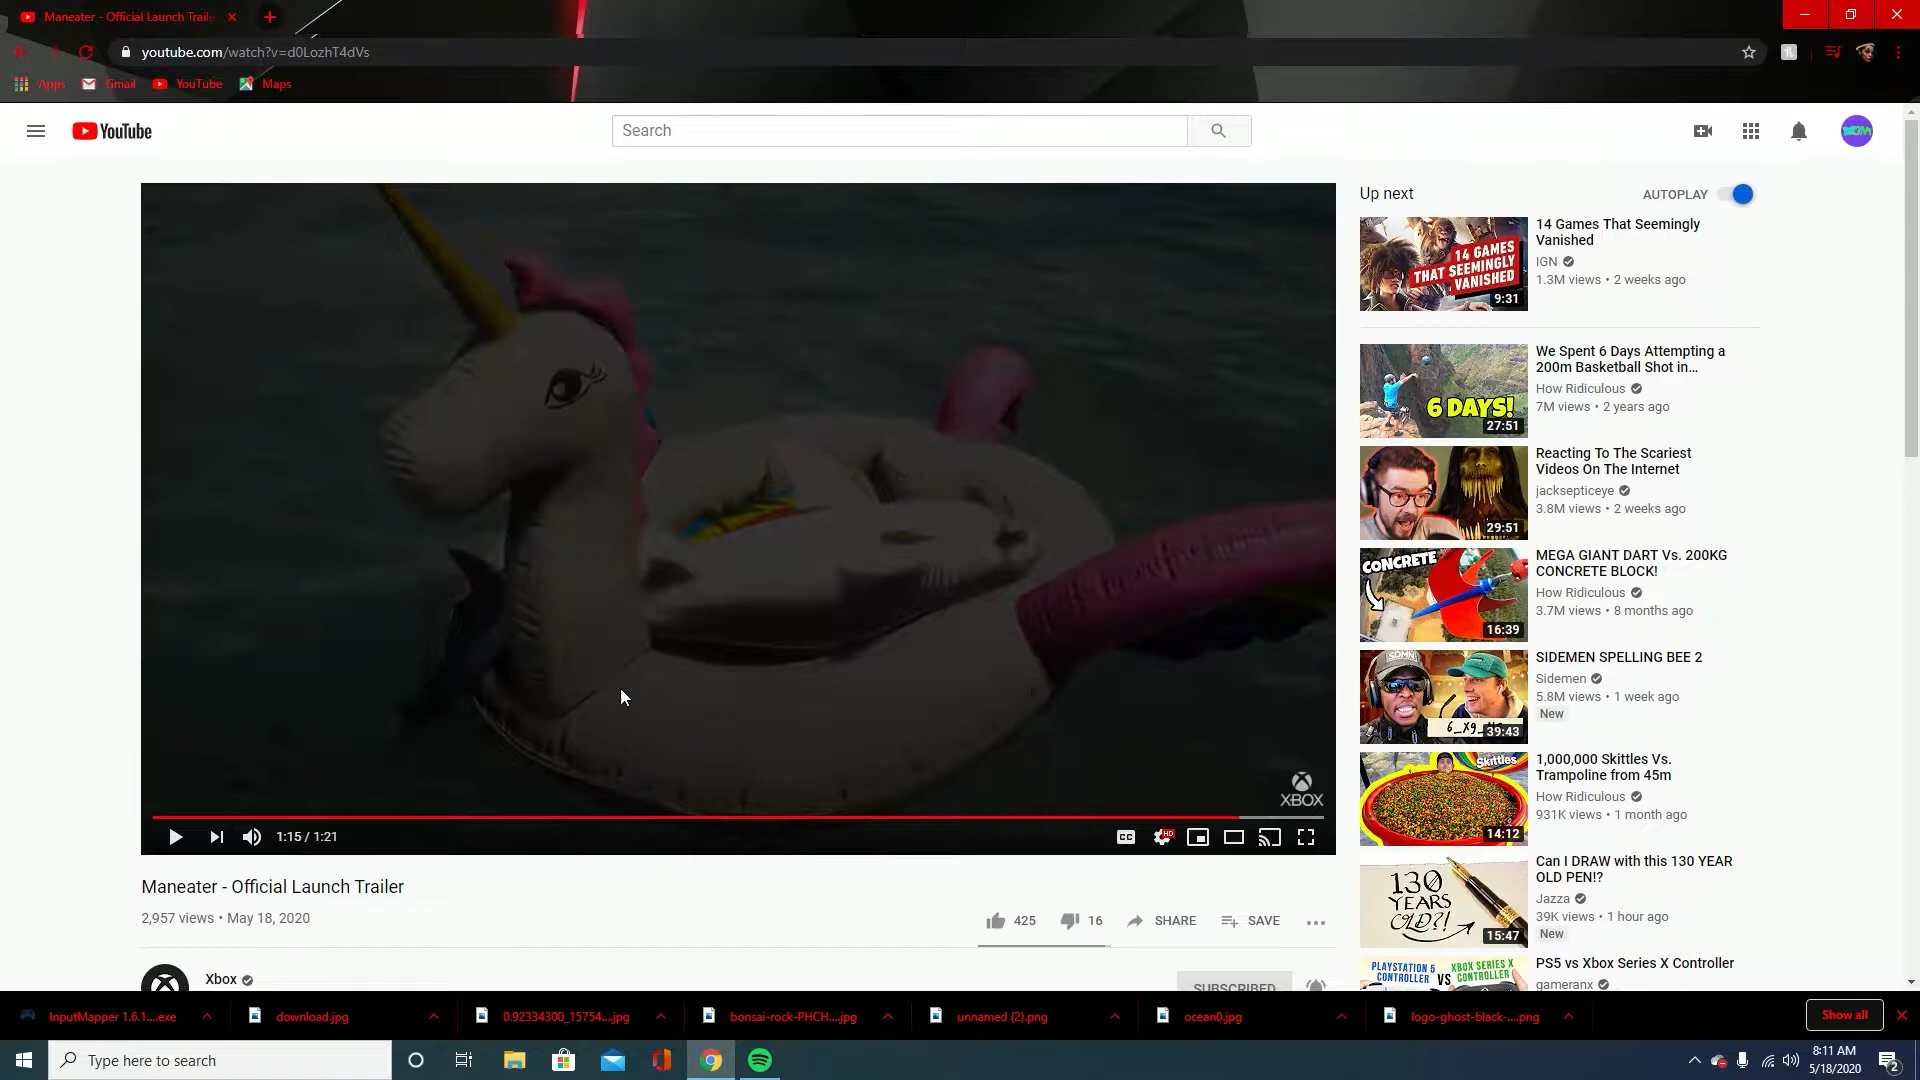 Maneater - Official Launch Traile
youtube.com/watch?v=d0LozhT4dVs
Apps
Gmail
YouTube
Maps
YouTube
Search
XBOX
1:15 / 1:21
CC
HD
Maneater - Official Launch Trailer
2,957 views • May 18, 2020
425
16
SHARE
SAVE
Xbox
SUBSCRIBED
Up next
AUTOPLAY
14 GAMES
THAT SEEMINGLY
VANISHED
9:31
14 Games That Seemingly
Vanished
IGN
1.3M views • 2 weeks ago
6 DAYS!
27:51
We Spent 6 Days Attempting a
200m Basketball Shot in…
How Ridiculous
7M views • 2 years ago
29:51
Reacting To The Scariest
Videos On The Internet
jacksepticeye
3.8M views • 2 weeks ago
CONCRETE
16:39
MEGA GIANT DART Vs. 200KG
CONCRETE BLOCK!
How Ridiculous
3.7M views • 8 months ago
39:43
SIDEMEN SPELLING BEE 2
Sidemen
5.8M views • 1 week ago
New
Skittles
14:12
1,000,000 Skittles Vs.
Trampoline from 45m
How Ridiculous
931K views • 1 month ago
130
YEARS
OLD?!
15:47
Can I DRAW with this 130 YEAR
OLD PEN!?
Jazza
39K views • 1 hour ago
New
PLAYSTATION 5
CONTROLLER
VS
XBOX SERIES X
CONTROLLER
PS5 vs Xbox Series X Controller
gameranx
InputMapper 1.6.1....exe
download.jpg
0.92334300_15754....jpg
bonsai-rock-PHCH....jpg
unnamed (2).png
ocean0.jpg
logo-ghost-black-....png
Show all
Type here to search
8:11 AM
5/18/2020
2